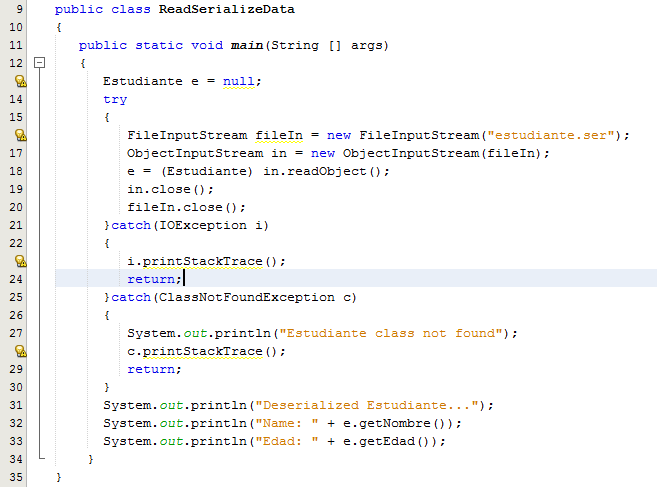 9 public class ReadSerializeData
10 {
11 public static void main(String [] args)
12 {
Estudiante e = null;
14 try
15 {
FileInputStream fileIn = new FileInputStream("estudiante.ser");
17 ObjectInputStream in = new ObjectInputStream(fileIn);
18 e = (Estudiante) in.readObject();
19 in.close();
20 fileIn.close();
21 }catch(IOException i)
22 {
i.printStackTrace();
24 return;
25 }catch(ClassNotFoundException c)
26 {
27 System.out.println("Estudiante class not found");
c.printStackTrace();
29 return;
30 }
31 System.out.println("Deserialized Estudiante...");
32 System.out.println("Name: " + e.getNombre());
33 System.out.println("Edad: " + e.getEdad());
34 }
35 }